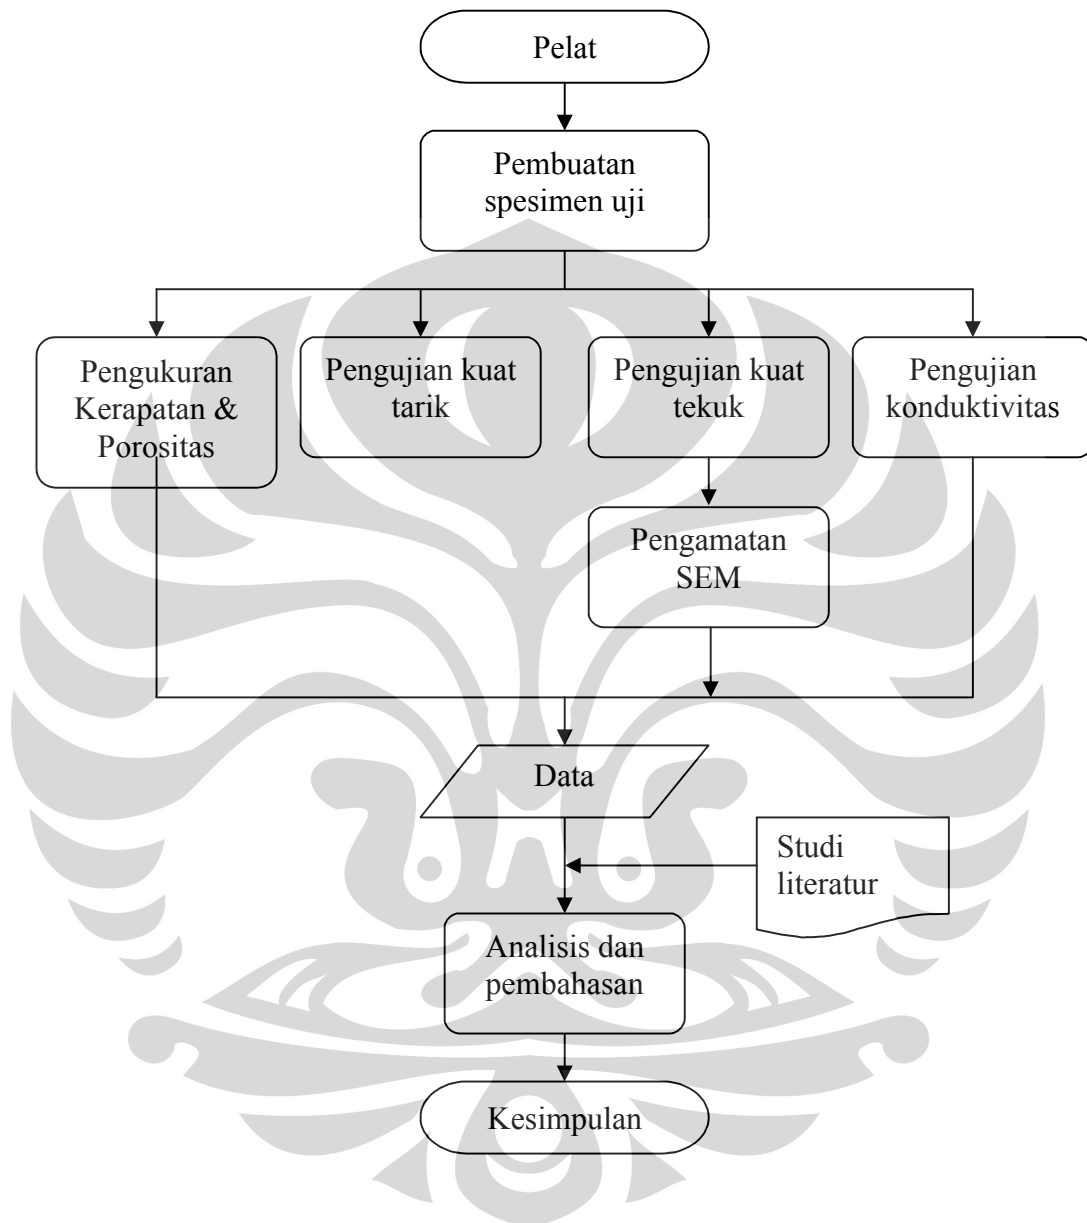 Pelat
Pembuatan
spesimen uji
Pengukuran
Kerapatan &
Porositas
Pengujian kuat
tarik
Pengujian kuat
tekuk
Pengujian
konduktivitas
Pengamatan
SEM
Data
Studi
literatur
Analisis dan
pembahasan
Kesimpulan